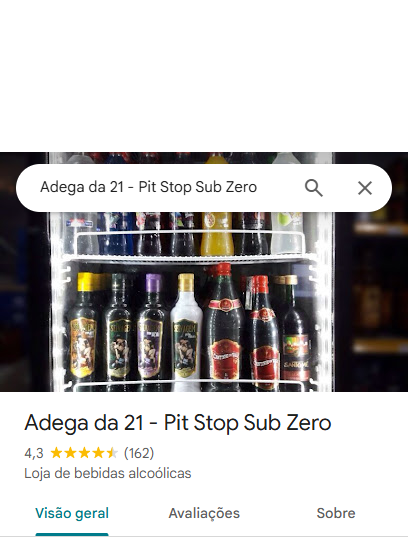 Adega da 21 - Pit Stop Sub Zero
Adega da 21 - Pit Stop Sub Zero
4,3 (162)
Loja de bebidas alcoólicas
Visão geral
Avaliações
Sobre